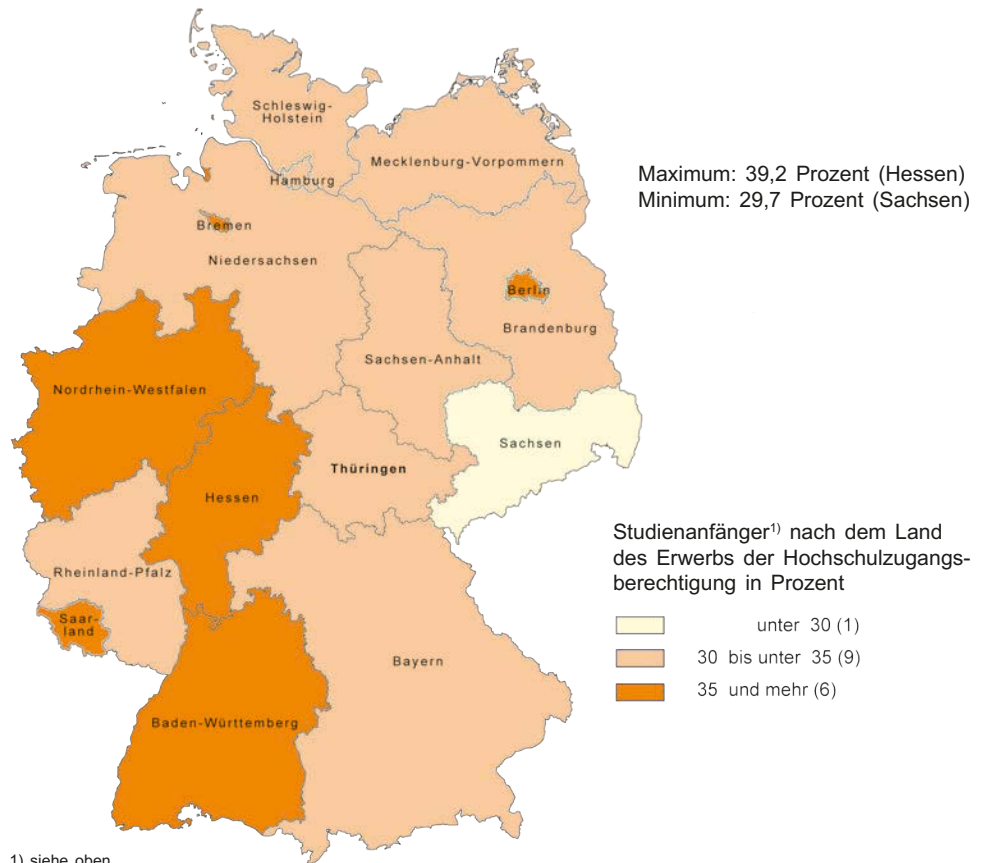 Schleswig-
Holstein
Mecklenburg-Vorpommern
Hamburg
Maximum: 39,2 Prozent (Hessen)
Minimum: 29,7 Prozent (Sachsen)
Bremen
Niedersachsen
Berlin
Brandenburg
Sachsen-Anhalt
Nordrhein-Westfalen
Sachsen
Thüringen
Hessen
Studienanfänger1) nach dem Land
des Erwerbs der Hochschulzugangs-
berechtigung in Prozent
Rheinland-Pfalz
Saar-
land
unter 30 (1)
30 bis unter 35 (9)
35 und mehr (6)
Bayern
Baden-Württemberg
1) siehe oben